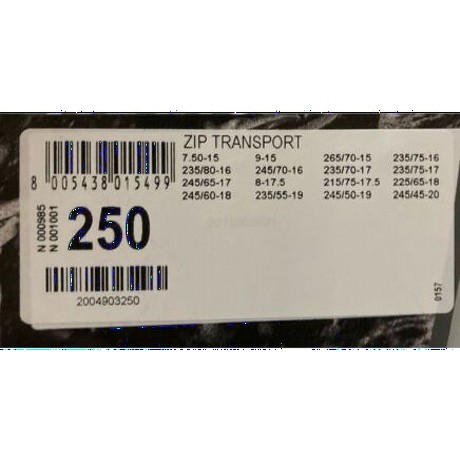 ZIP TRANSPORT
7.50-15 9-15 265/70-15 235/75-16
235/80-16 245/70-16 235/70-17 235/75-17
245/65-17 8-17.5 215/75-17.5 225/65-18
245/60-18 235/55-19 245/50-19 245/45-20
8 005438 015499
N 000985
N 001001
250
2004903250
0157